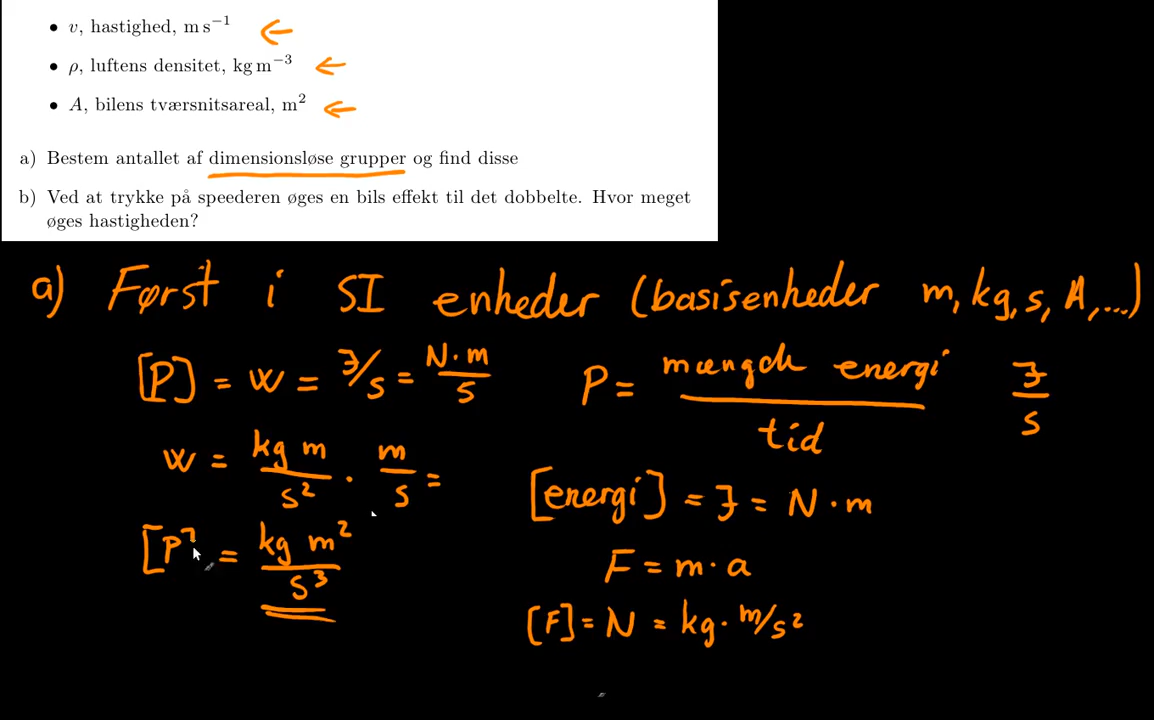 • v, hastighed, m s⁻¹ ←
• ρ, luftens densitet, kg m⁻³ ←
• A, bilens tværsnitsareal, m² ←
a) Bestem antallet af dimensionsløse grupper og find disse
b) Ved at trykke på speederen øges en bils effekt til det dobbelte. Hvor meget
øges hastigheden?
a) Først i SI enheder (basisenheder m, kg, s, A,...)
[P] = W = J/s = N·m/s
P = mængde energi / tid
J/s
W = kg m/s² · m/s =
[energi] = J = N·m
[P] = kg m²/s³
F = m·a
[F] = N = kg·m/s²